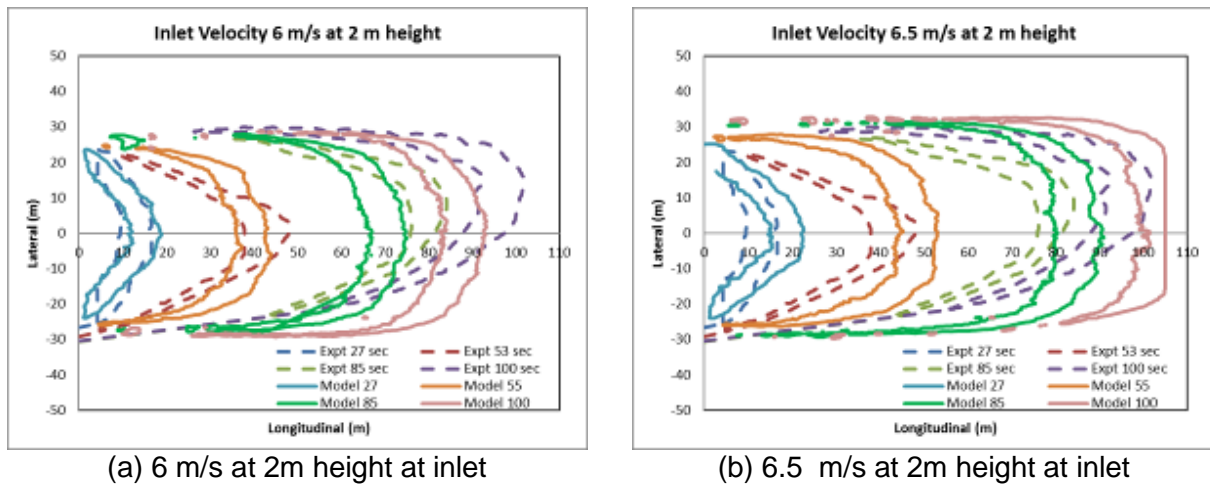 Inlet Velocity 6 m/s at 2 m height
50
40
30
20
10
0
-10
-20
-30
-40
-50
0 10 20 30 40 50 60 70 80 90 100 110
Lateral (m)
Longitudinal (m)
Expt 27 sec Expt 53 sec
Expt 85 sec Expt 100 sec
Model 27 Model 55
Model 85 Model 100
(a) 6 m/s at 2m height at inlet
Inlet Velocity 6.5 m/s at 2 m height
50
40
30
20
10
0
-10
-20
-30
-40
-50
0 10 20 30 40 50 60 70 80 90 100 110
Lateral (m)
Longitudinal (m)
Expt 27 sec Expt 53 sec
Expt 85 sec Expt 100 sec
Model 27 Model 55
Model 85 Model 100
(b) 6.5 m/s at 2m height at inlet